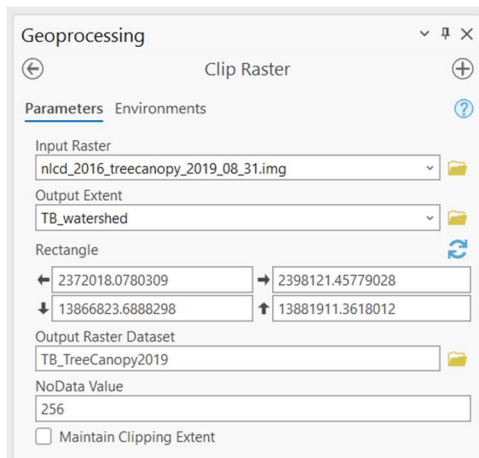 Geoprocessing
Clip Raster
Parameters Environments
Input Raster
nlcd_2016_treecanopy_2019_08_31.img
Output Extent
TB_watershed
Rectangle
2372018.0780309 2398121.45779028
13866823.6888298 13881911.3618012
Output Raster Dataset
TB_TreeCanopy2019
NoData Value
256
Maintain Clipping Extent